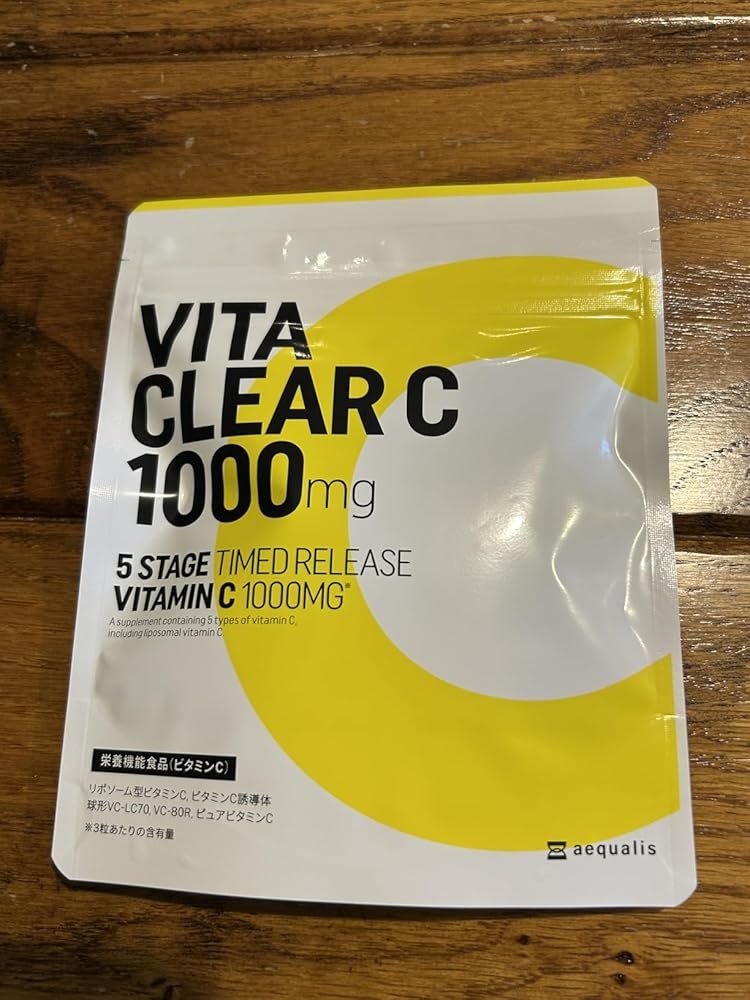 VITA
CLEAR C
1000mg
5 STAGE TIMED RELEASE
VITAMIN C 1000MG※
A supplement containing 5 types of vitamin C,
including liposomal vitamin C.
栄養機能食品(ビタミンC)
リポソーム型ビタミンC, ビタミンC誘導体
球形VC-LC70, VC-80R, ピュアビタミンC
※3粒あたりの含有量
aequalis